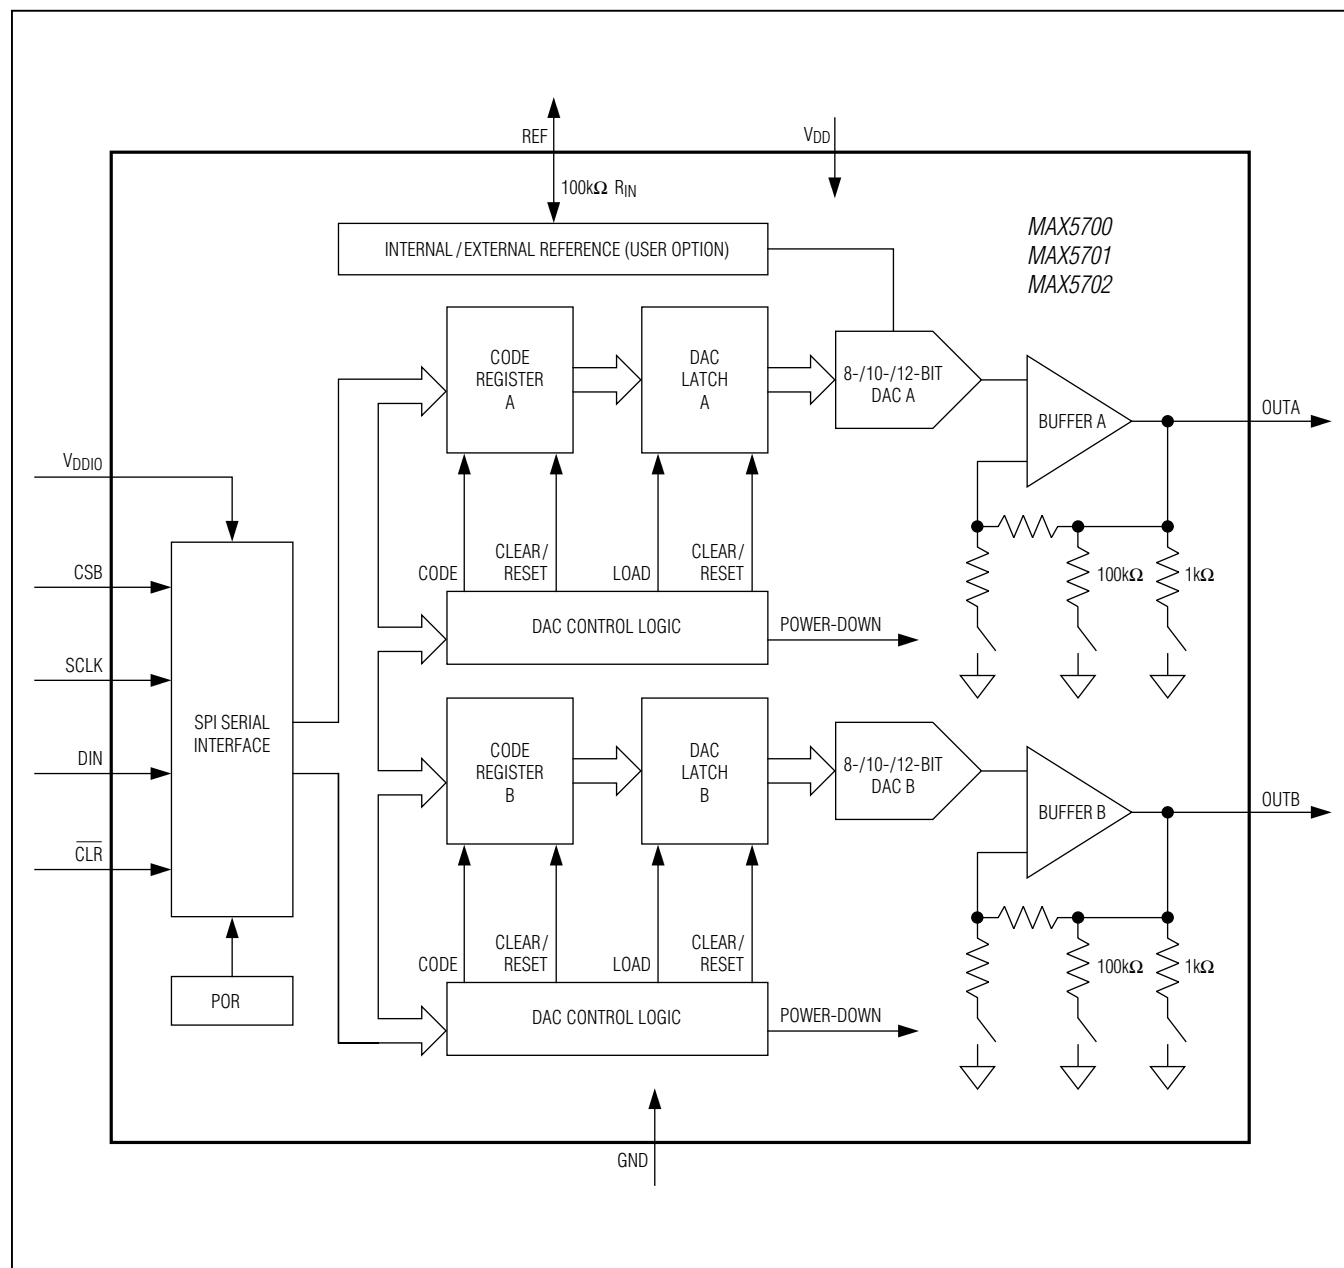 REF
VDD
100kΩ RIN
INTERNAL / EXTERNAL REFERENCE (USER OPTION)
MAX5700
MAX5701
MAX5702
CODE
REGISTER
A
DAC
LATCH
A
8-/10-/12-BIT
DAC A
BUFFER A
OUTA
VDDIO
CSB
SCLK
DIN
CLR
SPI SERIAL
INTERFACE
POR
CODE
CLEAR/
RESET
LOAD
CLEAR/
RESET
100kΩ
1kΩ
DAC CONTROL LOGIC
POWER-DOWN
CODE
REGISTER
B
DAC
LATCH
B
8-/10-/12-BIT
DAC B
BUFFER B
OUTB
CODE
CLEAR/
RESET
LOAD
CLEAR/
RESET
100kΩ
1kΩ
DAC CONTROL LOGIC
POWER-DOWN
GND